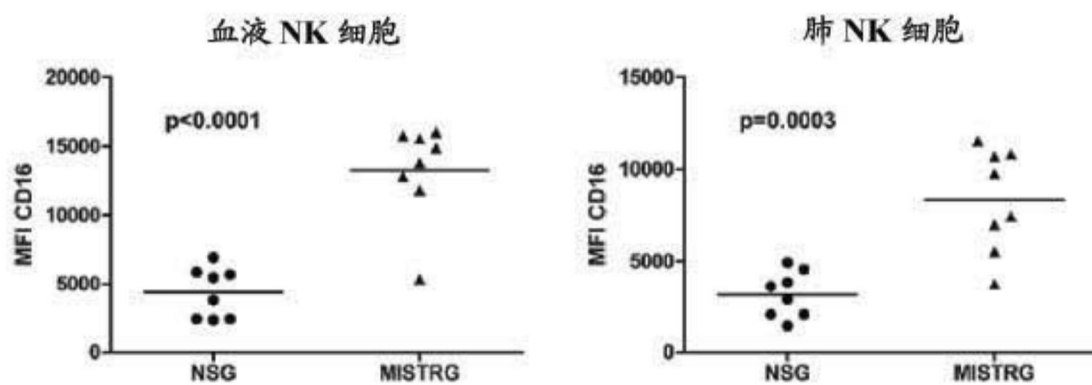 血液 NK 细胞
20000
15000
10000
5000
0
MFI CD16
p<0.0001
NSG
MISTRG
肺 NK 细胞
15000
10000
5000
0
MFI CD16
p=0.0003
NSG
MISTRG